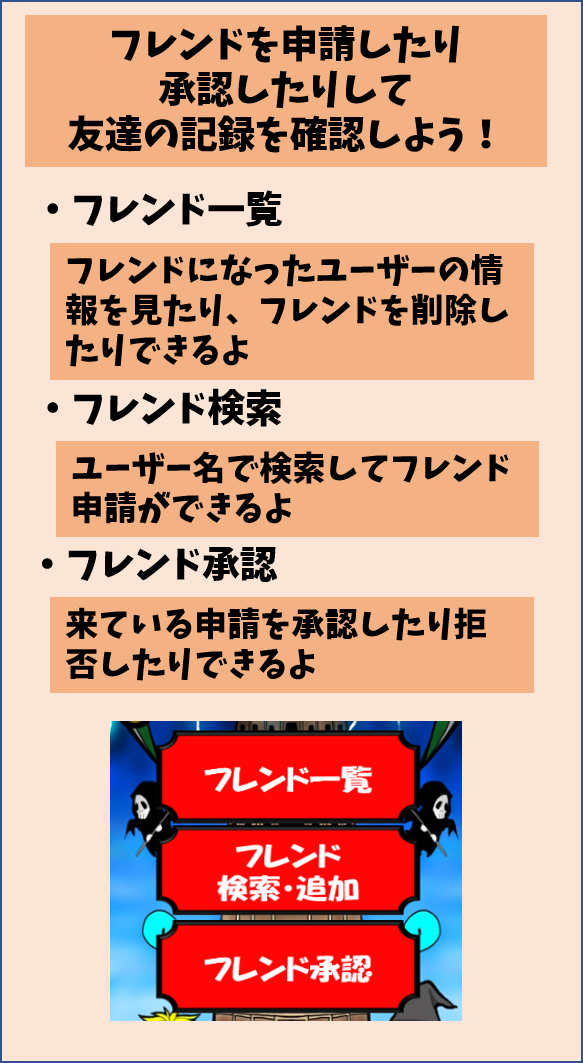 フレンドを申請したり
承認したりして
友達の記録を確認しよう！
・フレンド一覧
フレンドになったユーザーの情
報を見たり、フレンドを削除し
たりできるよ
・フレンド検索
ユーザー名で検索してフレンド
申請ができるよ
・フレンド承認
来ている申請を承認したり拒
否したりできるよ
フレンド一覧
フレンド
検索・追加
フレンド承認